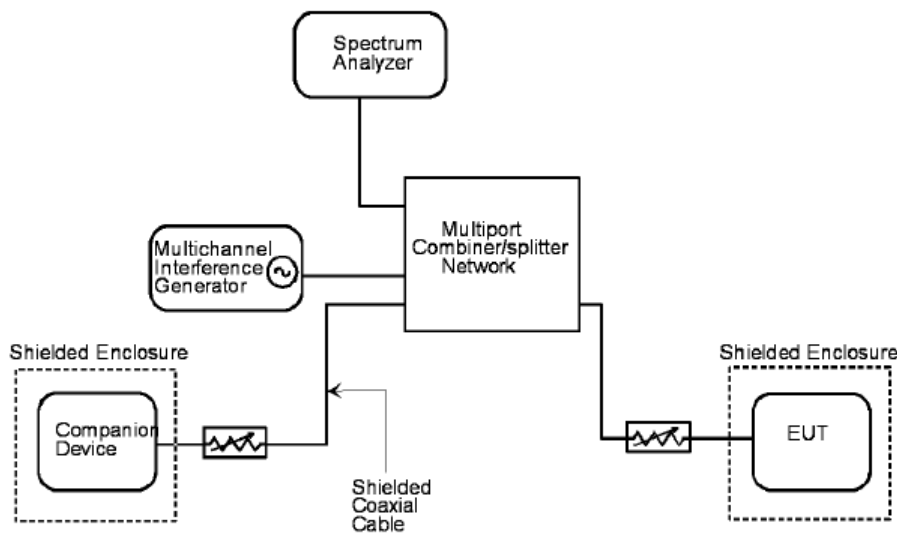 Spectrum
Analyzer
Multiport
Combiner/splitter
Network
Multichannel
Interference
Generator
Shielded Enclosure
Companion
Device
Shielded
Coaxial
Cable
Shielded Enclosure
EUT